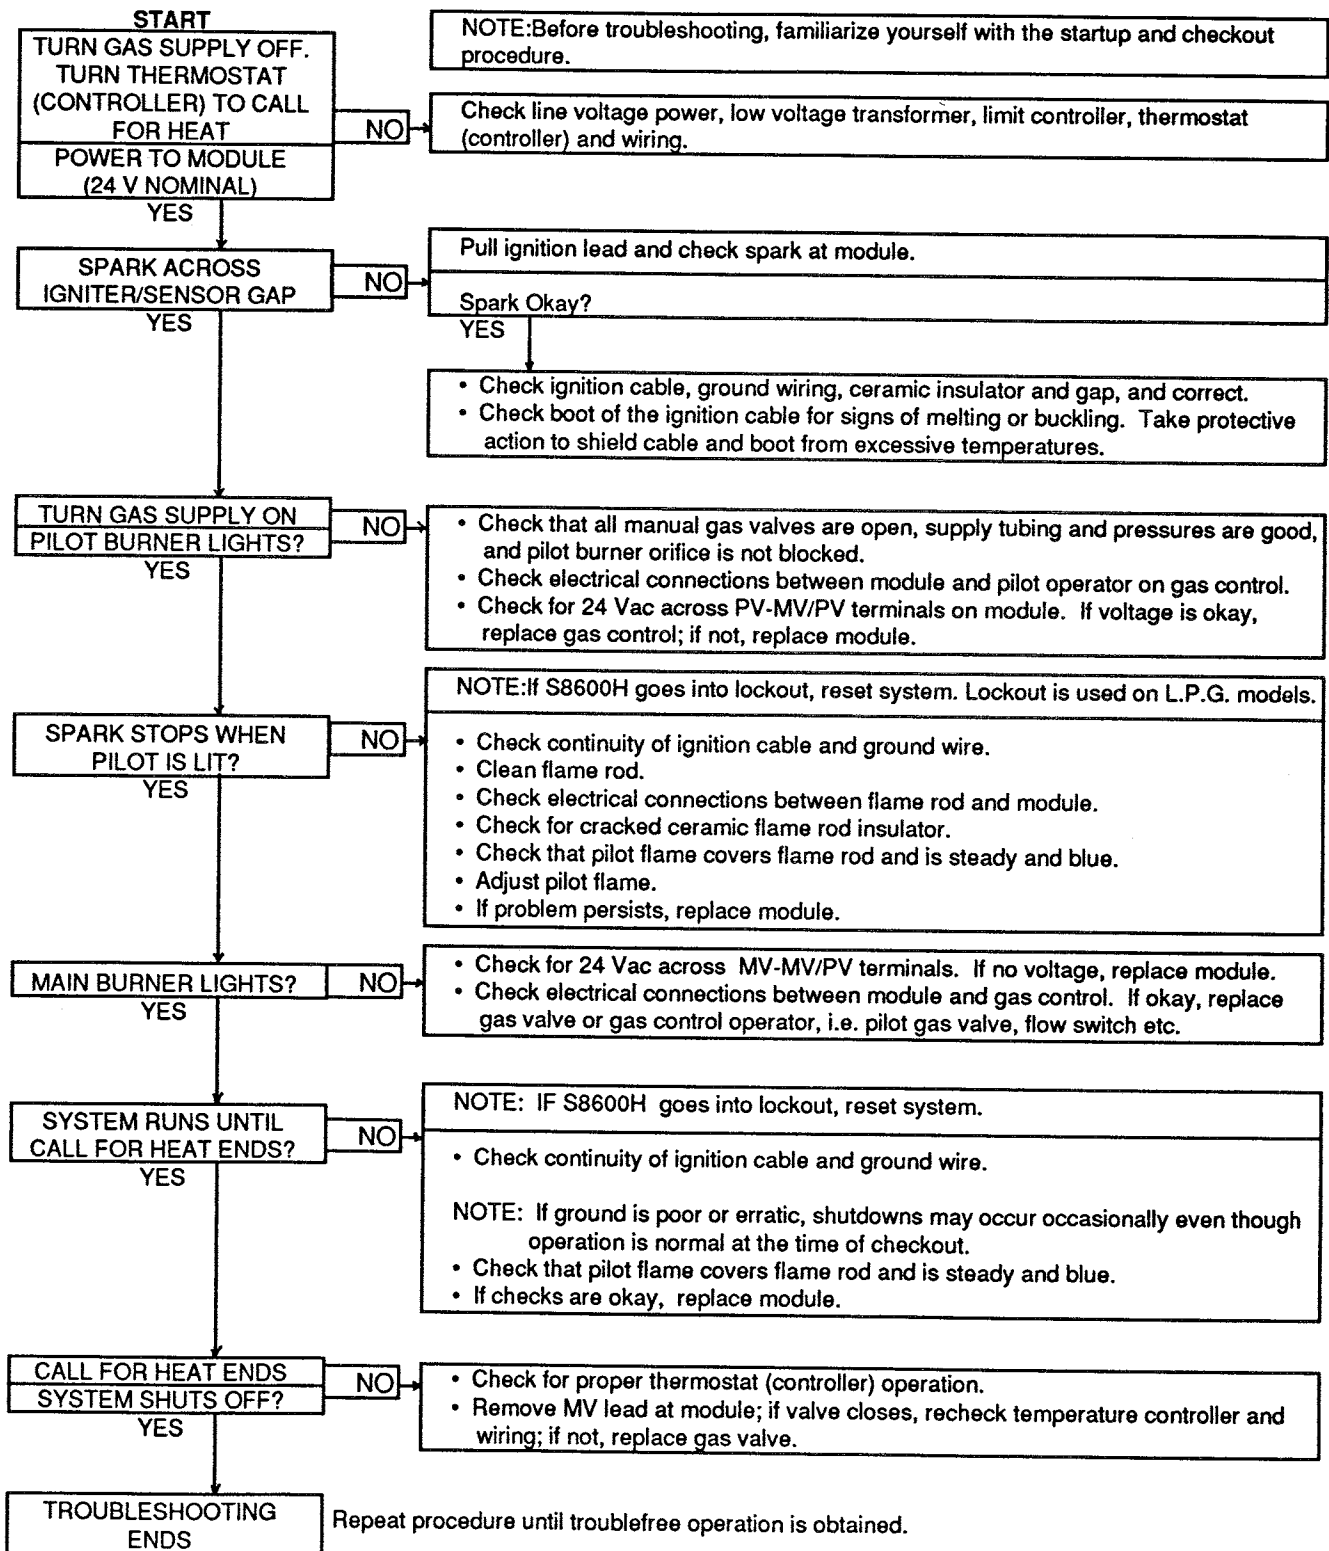 START
TURN GAS SUPPLY OFF.
TURN THERMOSTAT
(CONTROLLER) TO CALL
FOR HEAT
POWER TO MODULE
(24 V NOMINAL)
NO
YES
NOTE:Before troubleshooting, familiarize yourself with the startup and checkout
procedure.
Check line voltage power, low voltage transformer, limit controller, thermostat
(controller) and wiring.
SPARK ACROSS
IGNITER/SENSOR GAP
NO
YES
Pull ignition lead and check spark at module.
Spark Okay?
YES
• Check ignition cable, ground wiring, ceramic insulator and gap, and correct.
• Check boot of the ignition cable for signs of melting or buckling. Take protective
action to shield cable and boot from excessive temperatures.
TURN GAS SUPPLY ON
PILOT BURNER LIGHTS?
NO
YES
• Check that all manual gas valves are open, supply tubing and pressures are good,
and pilot burner orifice is not blocked.
• Check electrical connections between module and pilot operator on gas control.
• Check for 24 Vac across PV-MV/PV terminals on module. If voltage is okay,
replace gas control; if not, replace module.
SPARK STOPS WHEN
PILOT IS LIT?
NO
YES
NOTE:If S8600H goes into lockout, reset system. Lockout is used on L.P.G. models.
• Check continuity of ignition cable and ground wire.
• Clean flame rod.
• Check electrical connections between flame rod and module.
• Check for cracked ceramic flame rod insulator.
• Check that pilot flame covers flame rod and is steady and blue.
• Adjust pilot flame.
• If problem persists, replace module.
MAIN BURNER LIGHTS?
NO
YES
• Check for 24 Vac across MV-MV/PV terminals. If no voltage, replace module.
• Check electrical connections between module and gas control. If okay, replace
gas valve or gas control operator, i.e. pilot gas valve, flow switch etc.
SYSTEM RUNS UNTIL
CALL FOR HEAT ENDS?
NO
YES
NOTE: IF S8600H goes into lockout, reset system.
• Check continuity of ignition cable and ground wire.
NOTE: If ground is poor or erratic, shutdowns may occur occasionally even though
operation is normal at the time of checkout.
• Check that pilot flame covers flame rod and is steady and blue.
• If checks are okay, replace module.
CALL FOR HEAT ENDS
SYSTEM SHUTS OFF?
NO
YES
• Check for proper thermostat (controller) operation.
• Remove MV lead at module; if valve closes, recheck temperature controller and
wiring; if not, replace gas valve.
TROUBLESHOOTING
ENDS
Repeat procedure until troublefree operation is obtained.